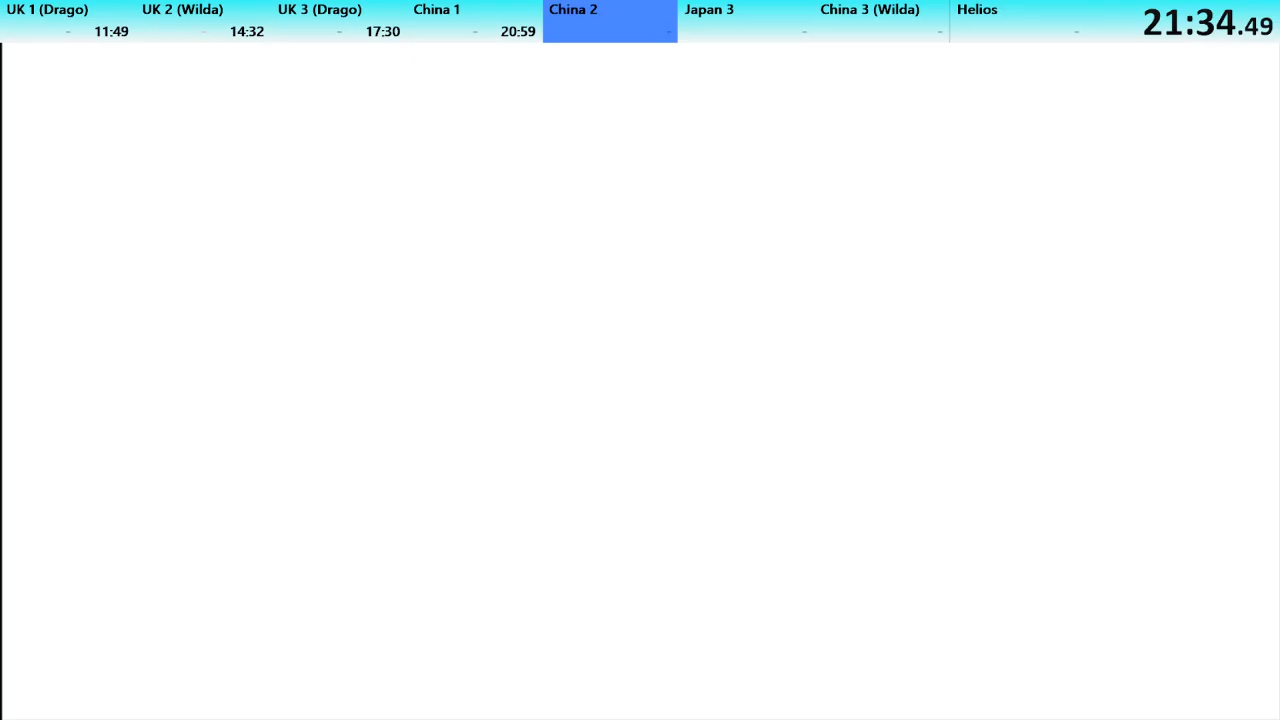 UK 1 (Drago) UK 2 (Wilda) UK 3 (Drago) China 1 China 2 Japan 3 China 3 (Wilda) Helios 21:34.49
- 11:49 - 14:32 - 17:30 - 20:59 - - - -